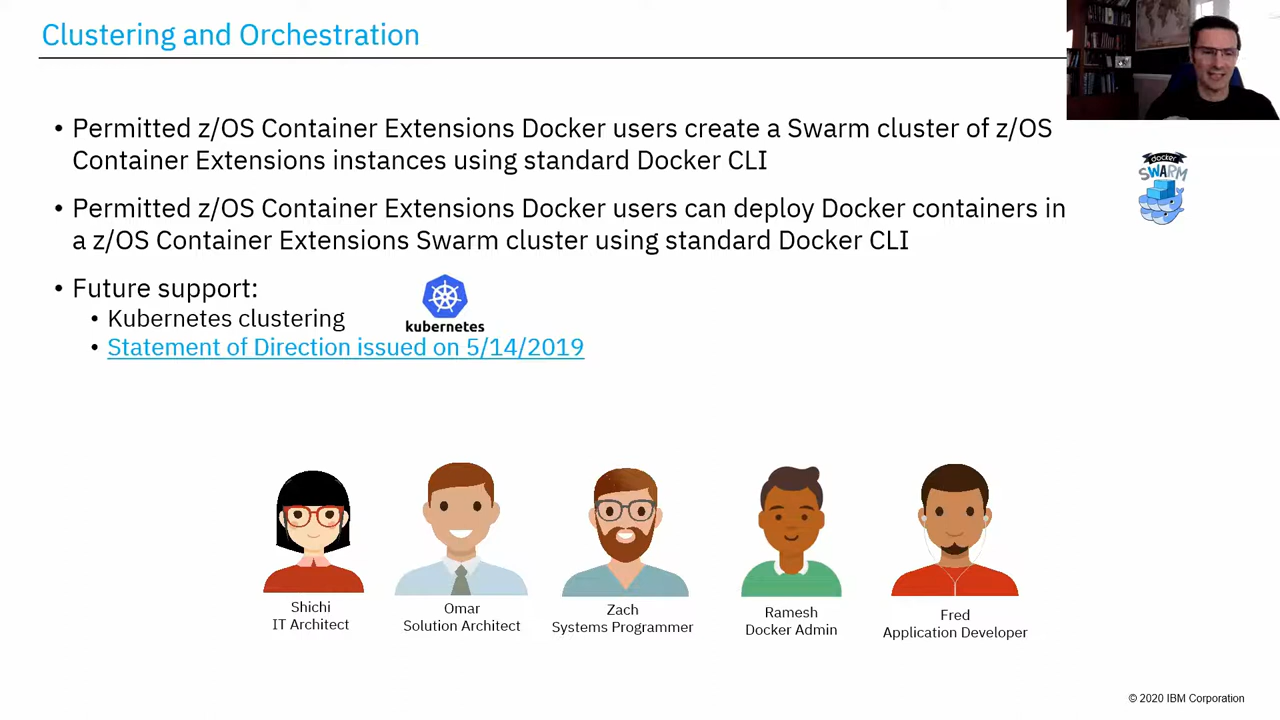 Clustering and Orchestration
• Permitted z/OS Container Extensions Docker users create a Swarm cluster of z/OS
Container Extensions instances using standard Docker CLI
docker
SWARM
• Permitted z/OS Container Extensions Docker users can deploy Docker containers in
a z/OS Container Extensions Swarm cluster using standard Docker CLI
• Future support:
• Kubernetes clustering
kubernetes
• Statement of Direction issued on 5/14/2019
Shichi
IT Architect
Omar
Solution Architect
Zach
Systems Programmer
Ramesh
Docker Admin
Fred
Application Developer
© 2020 IBM Corporation